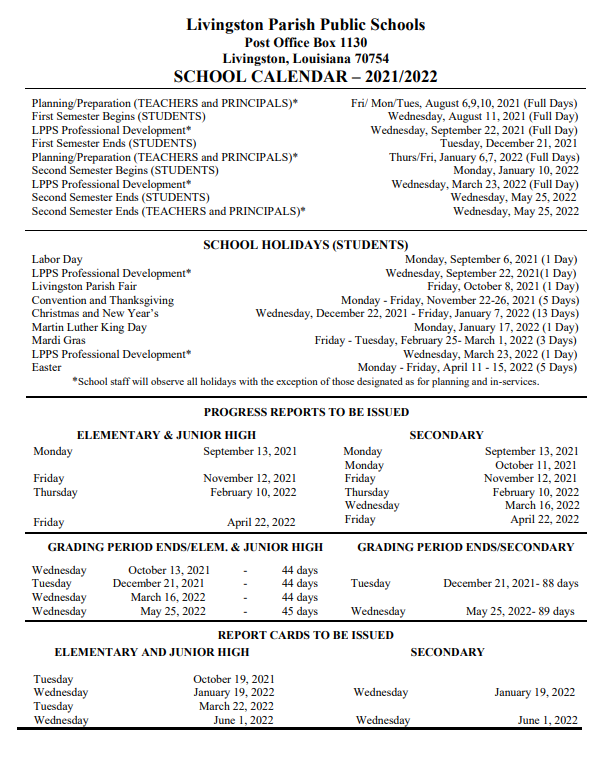 Livingston Parish Public Schools
Post Office Box 1130
Livingston, Louisiana 70754
SCHOOL CALENDAR – 2021/2022
Planning/Preparation (TEACHERS and PRINCIPALS)* Fri/ Mon/Tues, August 6,9,10, 2021 (Full Days)
First Semester Begins (STUDENTS) Wednesday, August 11, 2021 (Full Day)
LPPS Professional Development* Wednesday, September 22, 2021 (Full Day)
First Semester Ends (STUDENTS) Tuesday, December 21, 2021
Planning/Preparation (TEACHERS and PRINCIPALS)* Thurs/Fri, January 6,7, 2022 (Full Days)
Second Semester Begins (STUDENTS) Monday, January 10, 2022
LPPS Professional Development* Wednesday, March 23, 2022 (Full Day)
Second Semester Ends (STUDENTS) Wednesday, May 25, 2022
Second Semester Ends (TEACHERS and PRINCIPALS)* Wednesday, May 25, 2022
SCHOOL HOLIDAYS (STUDENTS)
Labor Day Monday, September 6, 2021 (1 Day)
LPPS Professional Development* Wednesday, September 22, 2021(1 Day)
Livingston Parish Fair Friday, October 8, 2021 (1 Day)
Convention and Thanksgiving Monday - Friday, November 22-26, 2021 (5 Days)
Christmas and New Year’s Wednesday, December 22, 2021 - Friday, January 7, 2022 (13 Days)
Martin Luther King Day Monday, January 17, 2022 (1 Day)
Mardi Gras Friday - Tuesday, February 25- March 1, 2022 (3 Days)
LPPS Professional Development* Wednesday, March 23, 2022 (1 Day)
Easter Monday - Friday, April 11 - 15, 2022 (5 Days)
*School staff will observe all holidays with the exception of those designated as for planning and in-services.
PROGRESS REPORTS TO BE ISSUED
ELEMENTARY & JUNIOR HIGH SECONDARY
Monday September 13, 2021 Monday September 13, 2021
Monday October 11, 2021
Friday November 12, 2021 Friday November 12, 2021
Thursday February 10, 2022 Thursday February 10, 2022
Wednesday March 16, 2022
Friday April 22, 2022 Friday April 22, 2022
GRADING PERIOD ENDS/ELEM. & JUNIOR HIGH GRADING PERIOD ENDS/SECONDARY
Wednesday October 13, 2021 - 44 days
Tuesday December 21, 2021 - 44 days Tuesday December 21, 2021- 88 days
Wednesday March 16, 2022 - 44 days
Wednesday May 25, 2022 - 45 days Wednesday May 25, 2022- 89 days
REPORT CARDS TO BE ISSUED
ELEMENTARY AND JUNIOR HIGH SECONDARY
Tuesday October 19, 2021
Wednesday January 19, 2022 Wednesday January 19, 2022
Tuesday March 22, 2022
Wednesday June 1, 2022 Wednesday June 1, 2022